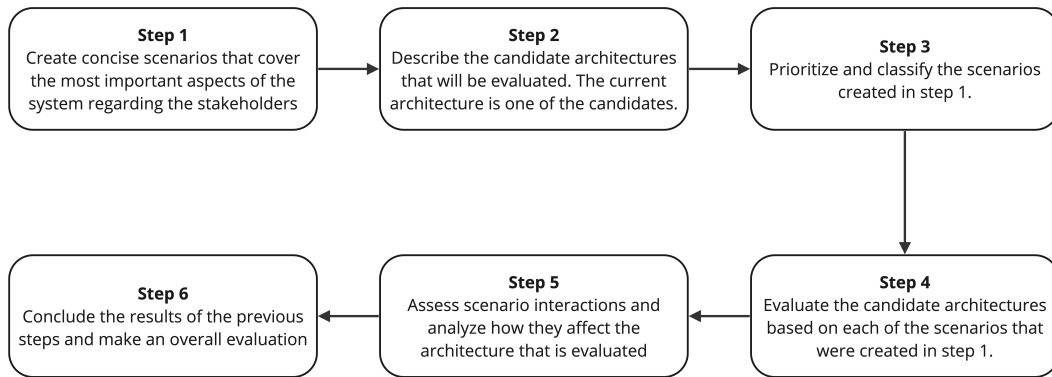 Step 1
Create concise scenarios that cover
the most important aspects of the
system regarding the stakeholders
Step 2
Describe the candidate architectures
that will be evaluated. The current
architecture is one of the candidates.
Step 3
Prioritize and classify the scenarios
created in step 1.
Step 4
Evaluate the candidate architectures
based on each of the scenarios that
were created in step 1.
Step 5
Assess scenario interactions and
analyze how they affect the
architecture that is evaluated
Step 6
Conclude the results of the previous
steps and make an overall evaluation